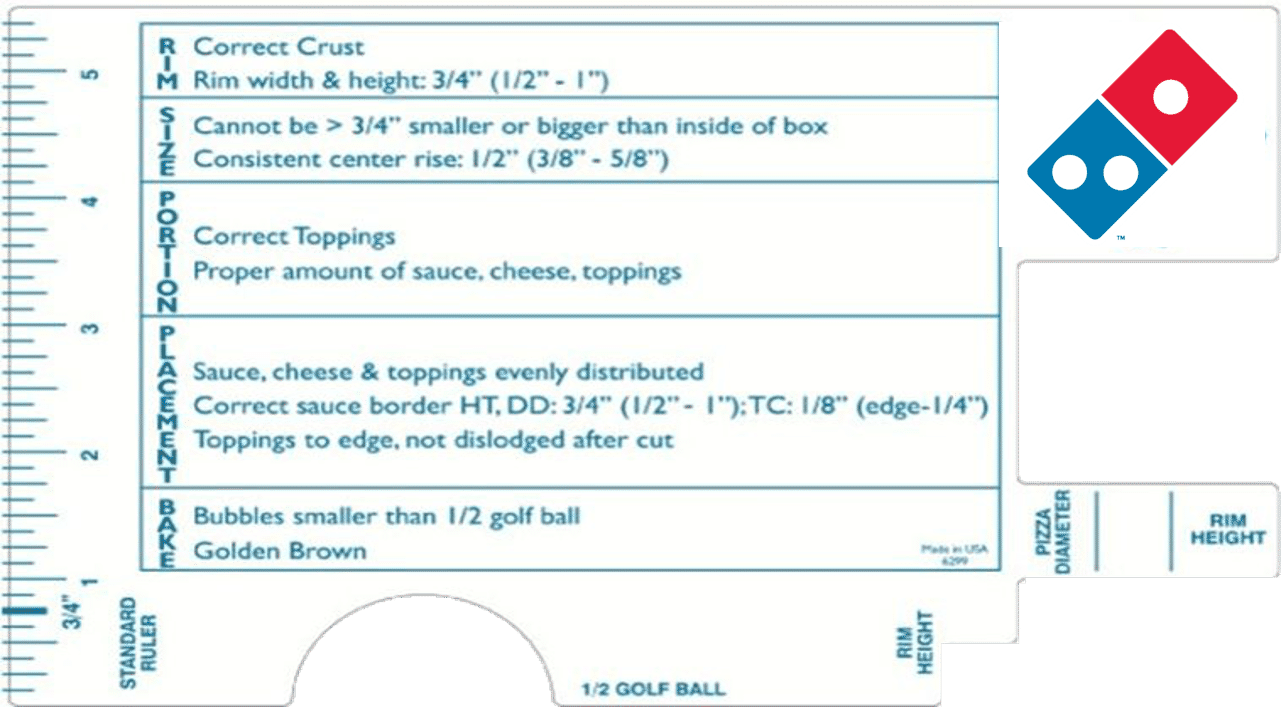 RIM
Correct Crust
Rim width & height: 3/4” (1/2” - 1”)
SIZE
Cannot be > 3/4” smaller or bigger than inside of box
Consistent center rise: 1/2” (3/8” - 5/8”)
PORTION
Correct Toppings
Proper amount of sauce, cheese, toppings
PLACEMENT
Sauce, cheese & toppings evenly distributed
Correct sauce border HT, DD: 3/4” (1/2” - 1”); TC: 1/8” (edge-1/4”)
Toppings to edge, not dislodged after cut
BAKE
Bubbles smaller than 1/2 golf ball
Golden Brown
Made in USA
6299
5
4
3
2
1
3/4”
STANDARD
RULER
1/2 GOLF BALL
RIM
HEIGHT
PIZZA
DIAMETER
RIM
HEIGHT
TM